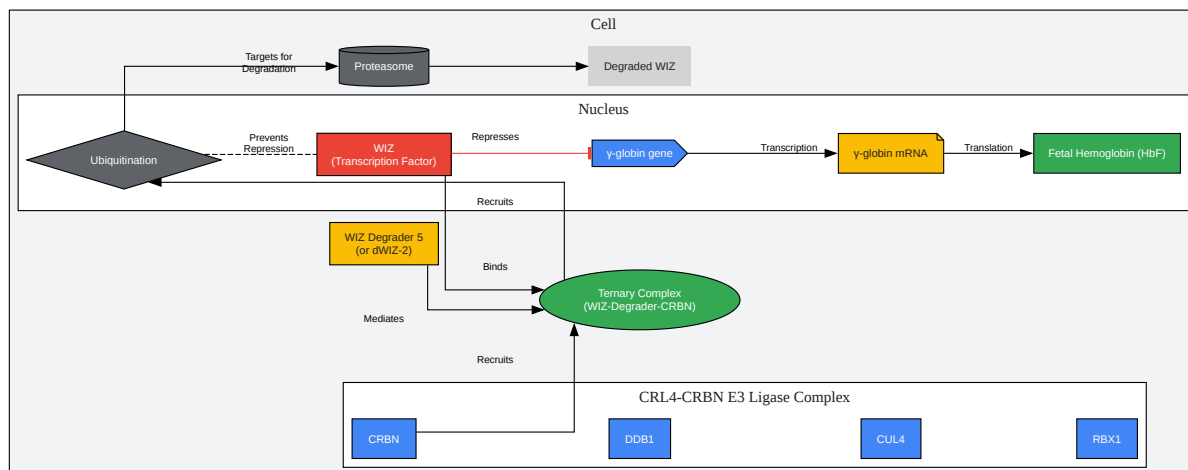 Cell
Targets for
Degradation
Proteasome
Degraded WIZ
Nucleus
Ubiquitination
Prevents
Repression
WIZ
(Transcription Factor)
Represses
γ-globin gene
Transcription
γ-globin mRNA
Translation
Fetal Hemoglobin (HbF)
Recruits
WIZ Degrader 5
(or dWIZ-2)
Binds
Ternary Complex
(WIZ-Degrader-CRBN)
Mediates
Recruits
CRL4-CRBN E3 Ligase Complex
CRBN
DDB1
CUL4
RBX1